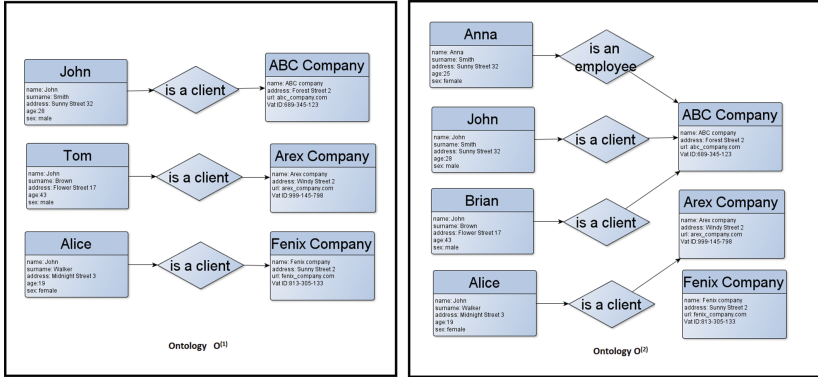 John
name: John
surname: Smith
address: Sunny Street 32
age:28
sex: male
is a client
ABC Company
name: ABC company
address: Forest Street 2
url: abc_company.com
Vat ID:689-345-123
Tom
name: John
surname: Brown
address: Flower Street 17
age:43
sex: male
is a client
Arex Company
name: Arex company
address: Windy Street 2
url: arex_company.com
Vat ID:999-145-798
Alice
name: John
surname: Walker
address: Midnight Street 3
age:19
sex: female
is a client
Fenix Company
name: Fenix company
address: Sunny Street 2
url: fenix_company.com
Vat ID:813-305-133
Ontology O(1)
Anna
name: Anna
surname: Smith
address: Sunny Street 32
age:25
sex: female
is an
employee
John
name: John
surname: Smith
address: Sunny Street 32
age:28
sex: male
is a client
ABC Company
name: ABC company
address: Forest Street 2
url: abc_company.com
Vat ID:689-345-123
Brian
name: John
surname: Brown
address: Flower Street 17
age:43
sex: male
is a client
Arex Company
name: Arex company
address: Windy Street 2
url: arex_company.com
Vat ID:999-145-798
Alice
name: John
surname: Walker
address: Midnight Street 3
age:19
sex: female
is a client
Fenix Company
name: Fenix company
address: Sunny Street 2
url: fenix_company.com
Vat ID:813-305-133
Ontology O(2)